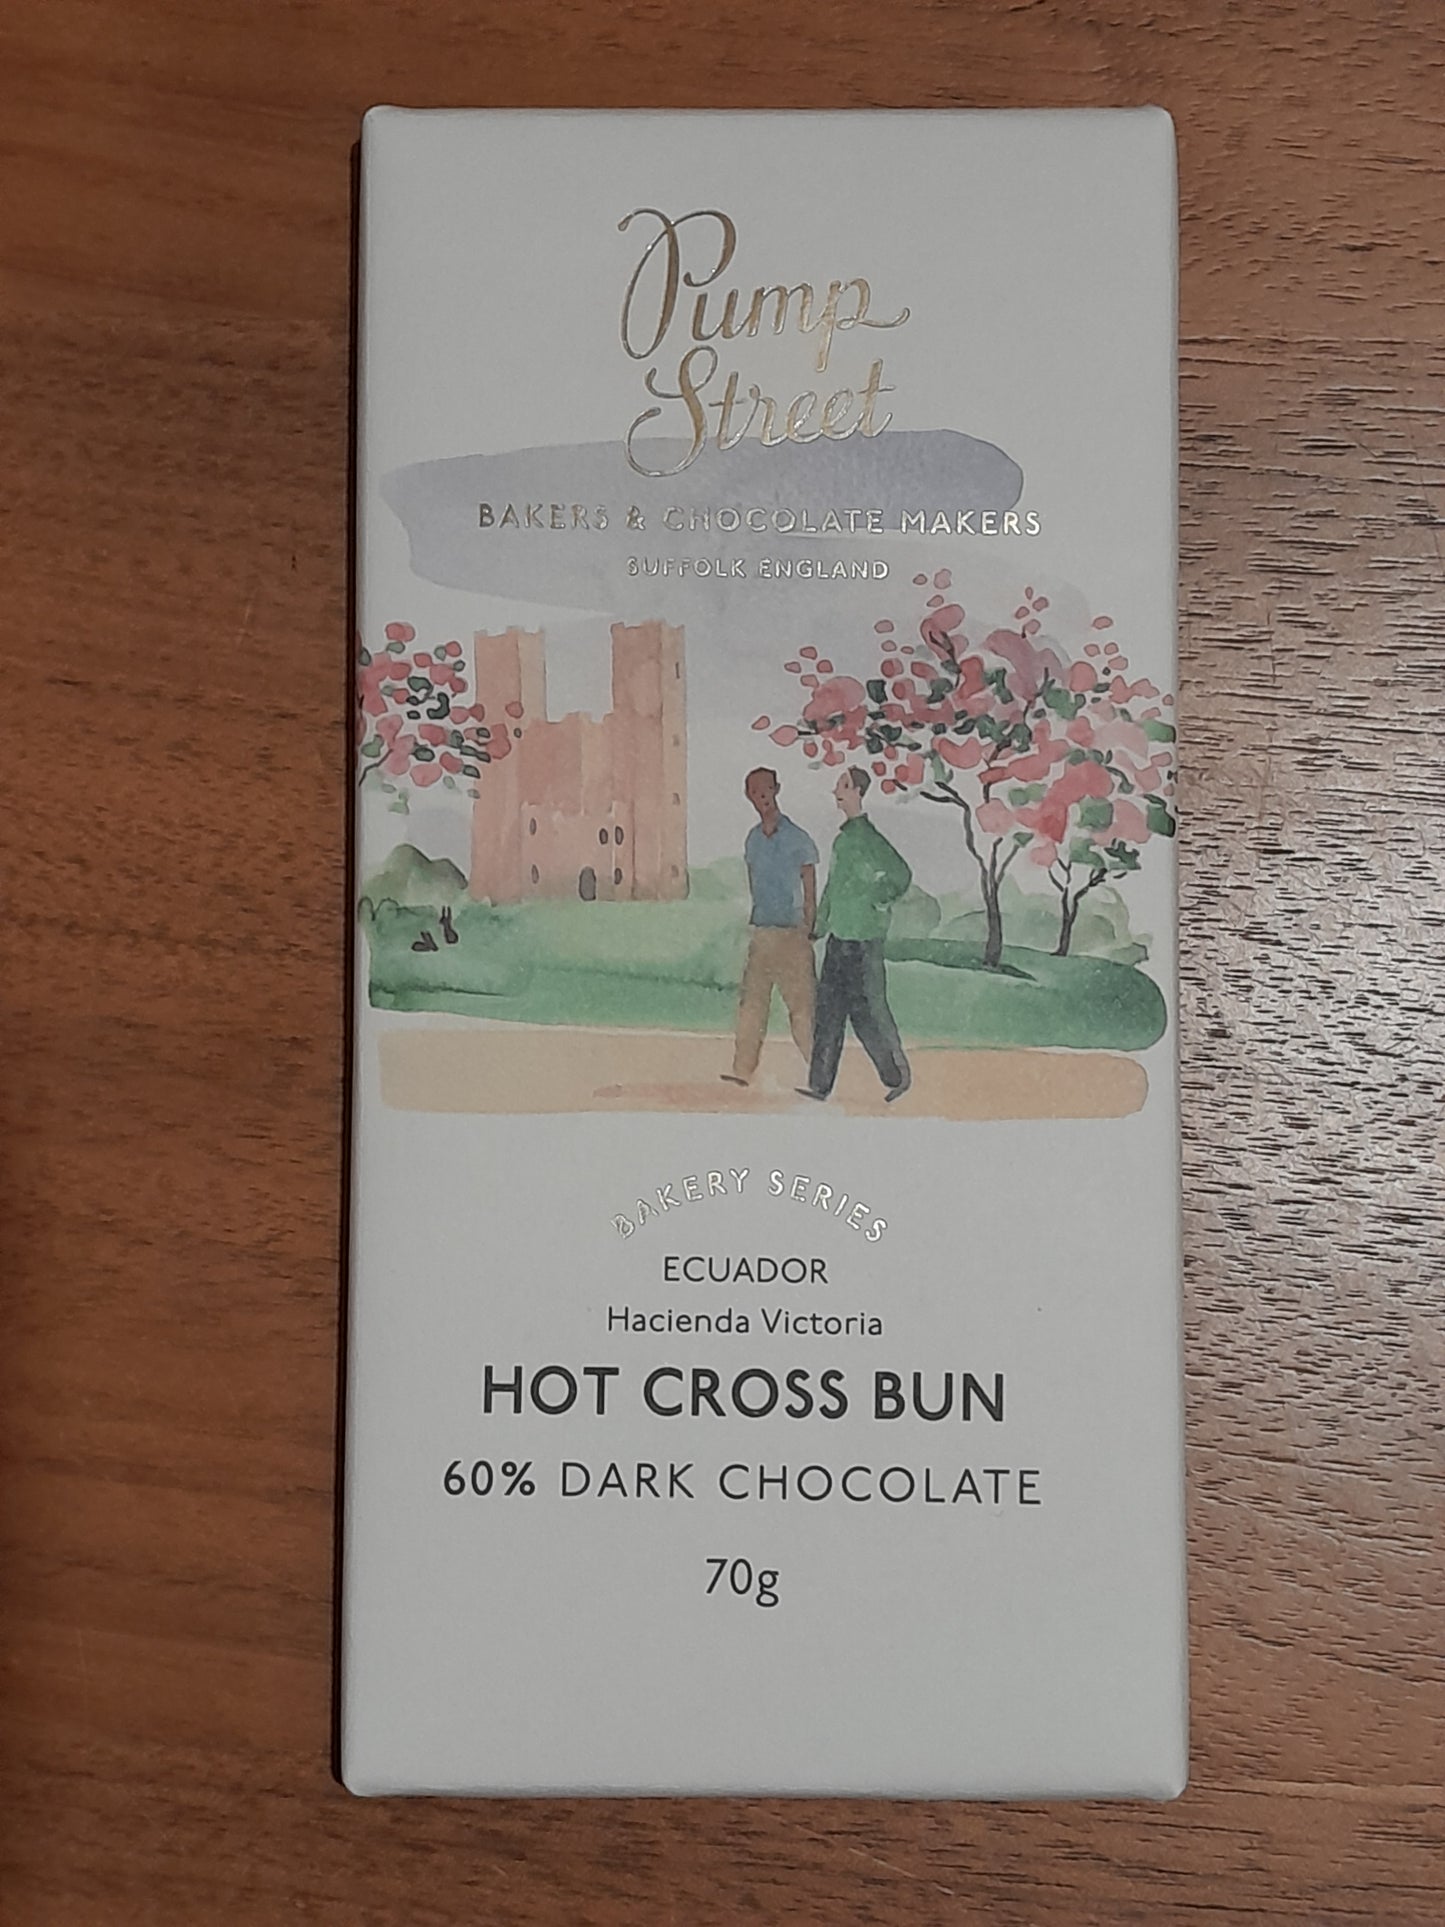 Pump
Street
BAKERS & CHOCOLATE MAKERS
SUFFOLK ENGLAND
BAKERY SERIES
ECUADOR
Hacienda Victoria
HOT CROSS BUN
60% DARK CHOCOLATE
70g